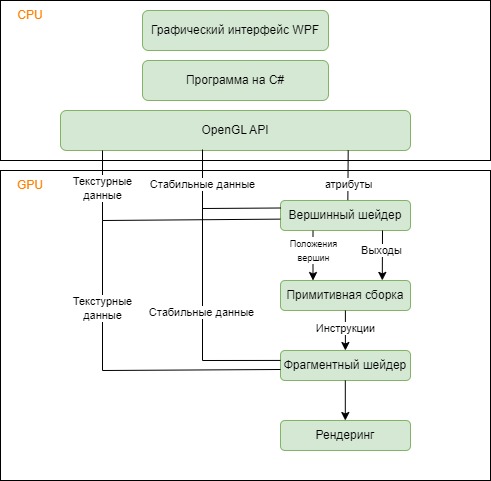 CPU
Графический интерфейс WPF
Программа на C#
OpenGL API
GPU
Текстурные
данные
Стабильные данные
атрибуты
Вершинный шейдер
Положения
вершин
Выходы
Примитивная сборка
Текстурные
данные
Стабильные данные
Инструкции
Фрагментный шейдер
Рендеринг